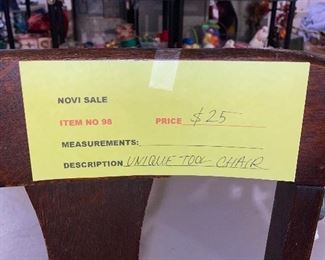 NOVI SALE
ITEM NO 98 PRICE $25
MEASUREMENTS:
DESCRIPTION UNIQUE TOOL CHAIR